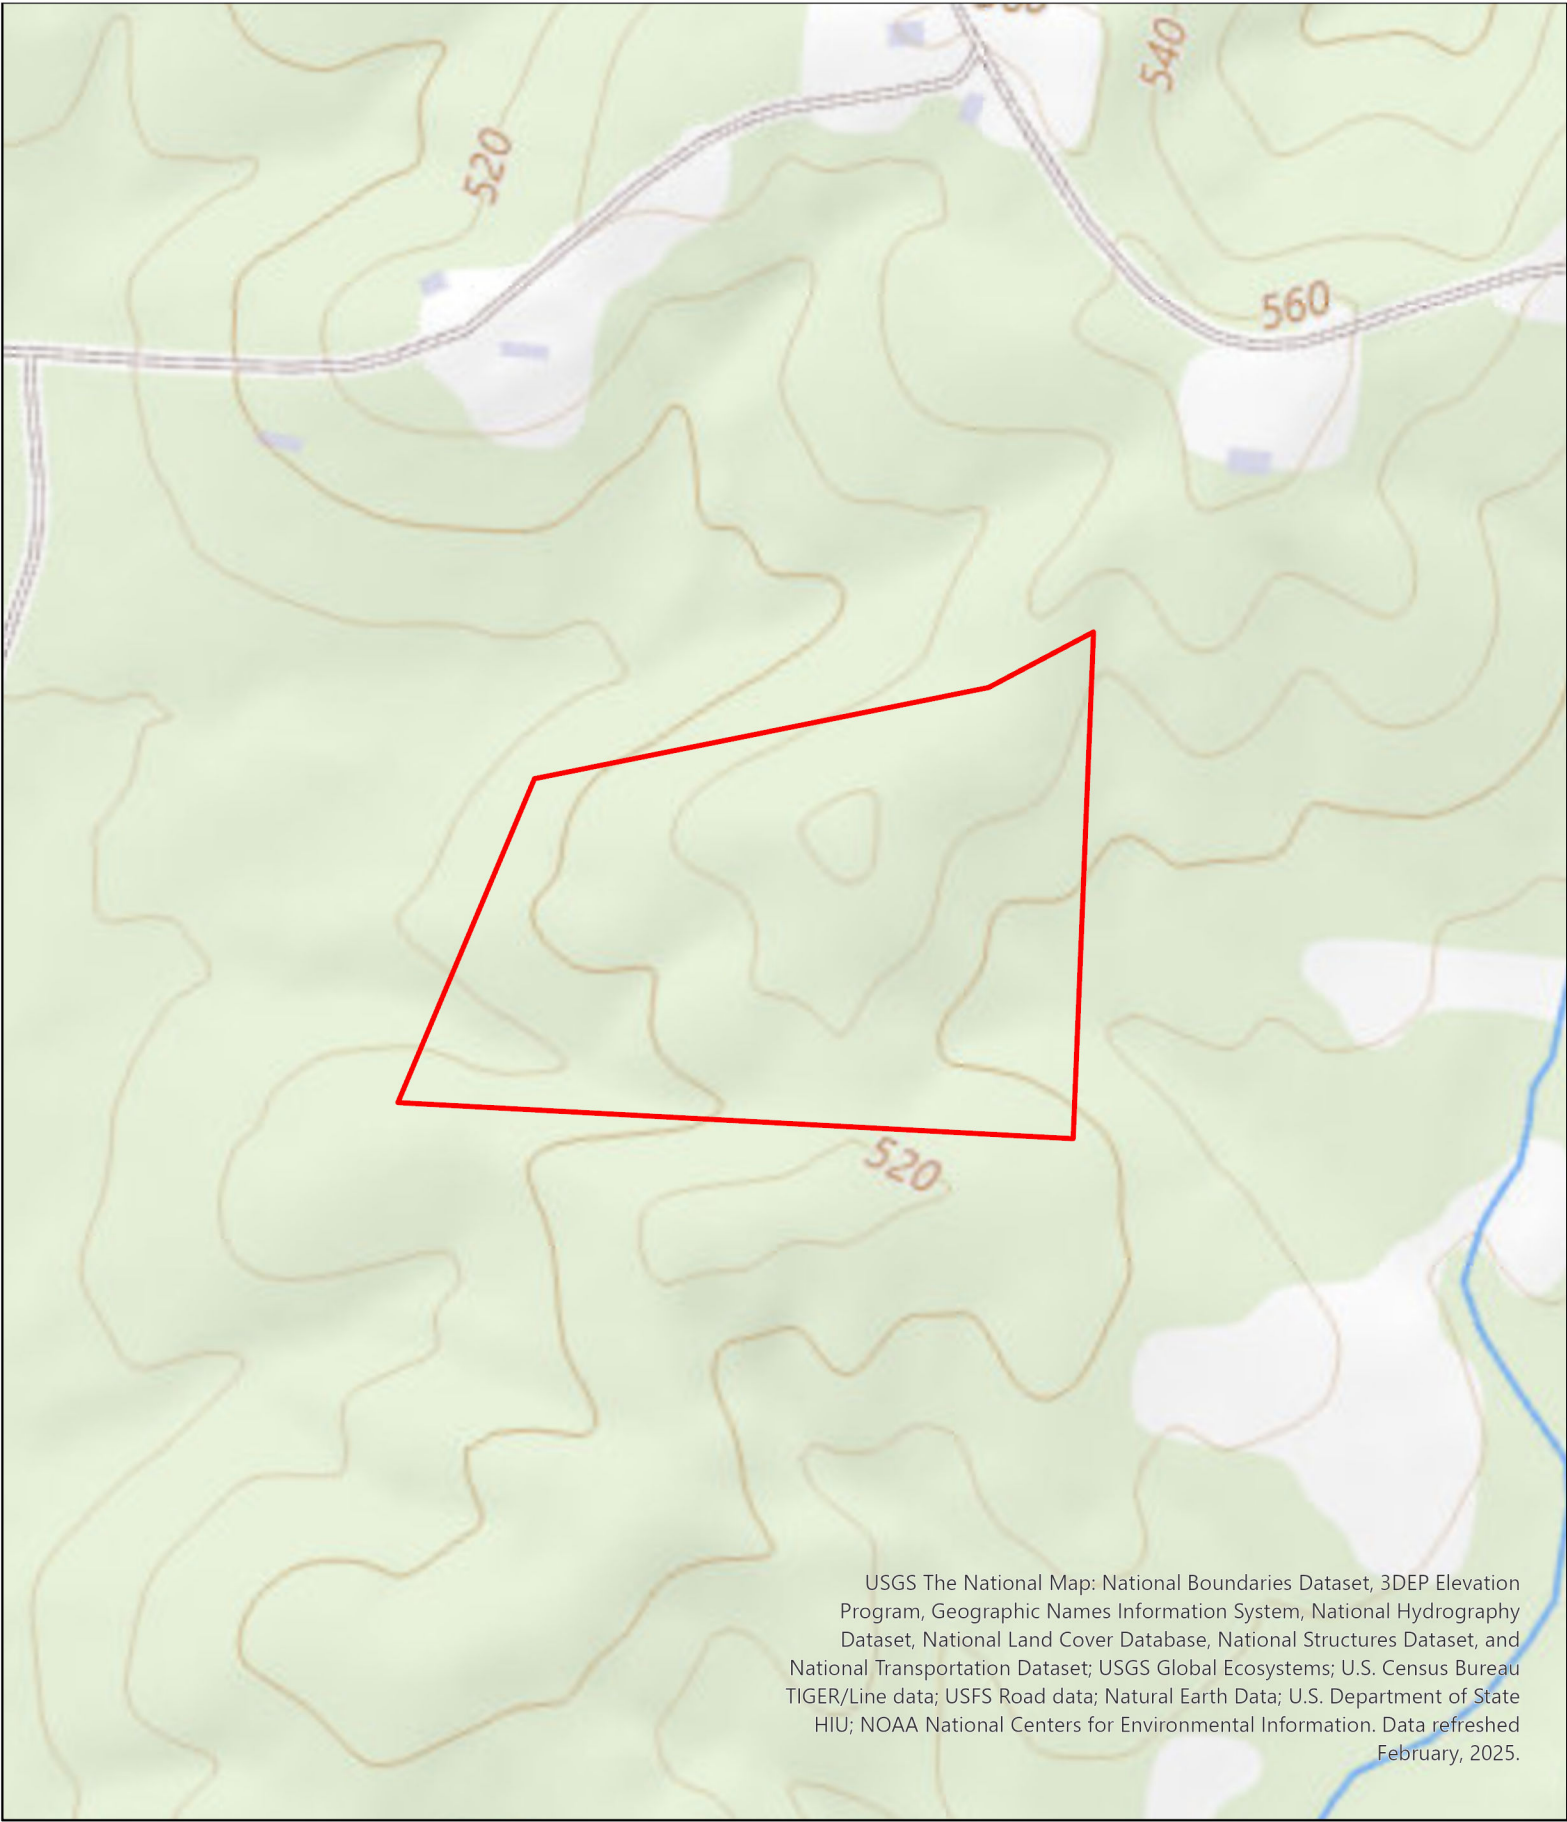 540
520
560
520
USGS The National Map: National Boundaries Dataset, 3DEP Elevation
Program, Geographic Names Information System, National Hydrography
Dataset, National Land Cover Database, National Structures Dataset, and
National Transportation Dataset; USGS Global Ecosystems; U.S. Census Bureau
TIGER/Line data; USFS Road data; Natural Earth Data; U.S. Department of State
HIU; NOAA National Centers for Environmental Information. Data refreshed
February, 2025.